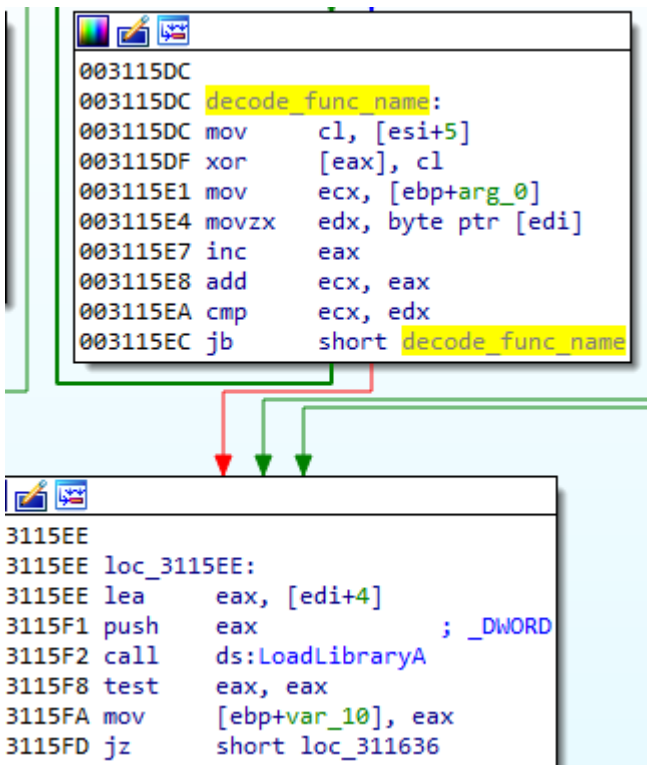 003115DC
003115DC decode_func_name:
003115DC mov cl, [esi+5]
003115DF xor [eax], cl
003115E1 mov ecx, [ebp+arg_0]
003115E4 movzx edx, byte ptr [edi]
003115E7 inc eax
003115E8 add ecx, eax
003115EA cmp ecx, edx
003115EC jb short decode_func_name
3115EE
3115EE loc_3115EE:
3115EE lea eax, [edi+4]
3115F1 push eax ; _DWORD
3115F2 call ds:LoadLibraryA
3115F8 test eax, eax
3115FA mov [ebp+var_10], eax
3115FD jz short loc_311636